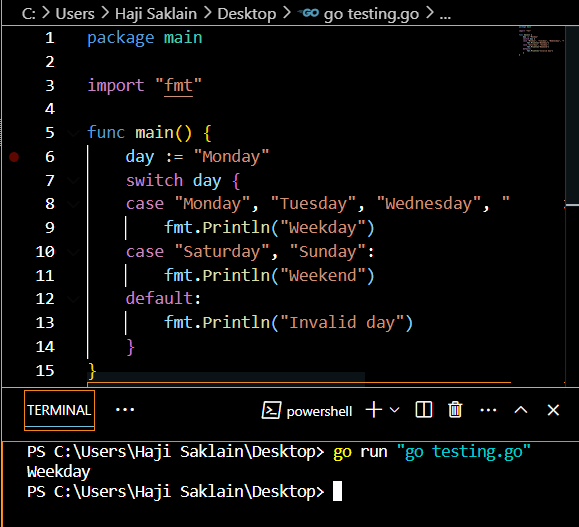 C: > Users > Haji Saklain > Desktop > GO go testing.go > ...
1 package main
2
3 import "fmt"
4
5 func main() {
6 day := "Monday"
7 switch day {
8 case "Monday", "Tuesday", "Wednesday", "
9 fmt.Println("Weekday")
10 case "Saturday", "Sunday":
11 fmt.Println("Weekend")
12 default:
13 fmt.Println("Invalid day")
14 }
15 }
TERMINAL ... powershell
PS C:\Users\Haji Saklain\Desktop> go run "go testing.go"
Weekday
PS C:\Users\Haji Saklain\Desktop>